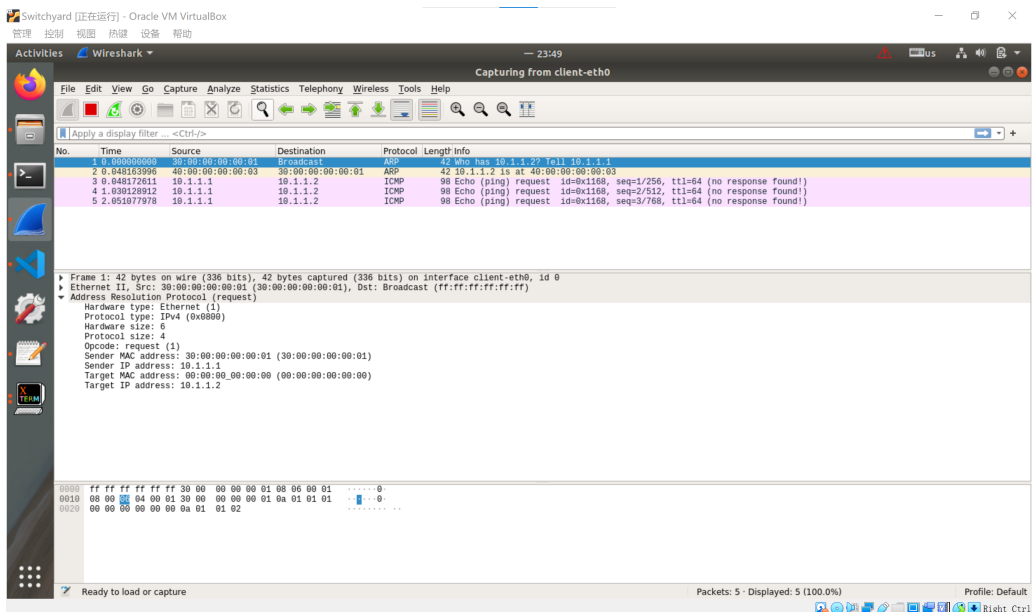 Switchyard [正在运行] - Oracle VM VirtualBox
管理 控制 视图 热键 设备 帮助
Activities Wireshark 23:49 us
Capturing from client-eth0
File Edit View Go Capture Analyze Statistics Telephony Wireless Tools Help
Apply a display filter ... <Ctrl-/>
No. Time Source Destination Protocol Length Info
1 0.000000000 30:00:00:00:00:01 Broadcast ARP 42 Who has 10.1.1.2? Tell 10.1.1.1
2 0.048163996 40:00:00:00:00:03 30:00:00:00:00:01 ARP 42 10.1.1.2 is at 40:00:00:00:00:03
3 0.048172611 10.1.1.1 10.1.1.2 ICMP 98 Echo (ping) request id=0x1168, seq=1/256, ttl=64 (no response found!)
4 1.030128912 10.1.1.1 10.1.1.2 ICMP 98 Echo (ping) request id=0x1168, seq=2/512, ttl=64 (no response found!)
5 2.051077978 10.1.1.1 10.1.1.2 ICMP 98 Echo (ping) request id=0x1168, seq=3/768, ttl=64 (no response found!)
Frame 1: 42 bytes on wire (336 bits), 42 bytes captured (336 bits) on interface client-eth0, id 0
Ethernet II, Src: 30:00:00:00:00:01 (30:00:00:00:00:01), Dst: Broadcast (ff:ff:ff:ff:ff:ff)
Address Resolution Protocol (request)
Hardware type: Ethernet (1)
Protocol type: IPv4 (0x0800)
Hardware size: 6
Protocol size: 4
Opcode: request (1)
Sender MAC address: 30:00:00:00:00:01 (30:00:00:00:00:01)
Sender IP address: 10.1.1.1
Target MAC address: 00:00:00_00:00:00 (00:00:00:00:00:00)
Target IP address: 10.1.1.2
X
TERM
0000 ff ff ff ff ff ff 30 00 00 00 00 01 08 06 00 01 ······0·
0010 08 00 06 04 00 01 30 00 00 00 00 01 0a 01 01 01 ······0·
0020 00 00 00 00 00 00 0a 01 01 02 ········ ··
Ready to load or capture Packets: 5 · Displayed: 5 (100.0%) Profile: Default
Right Ctrl